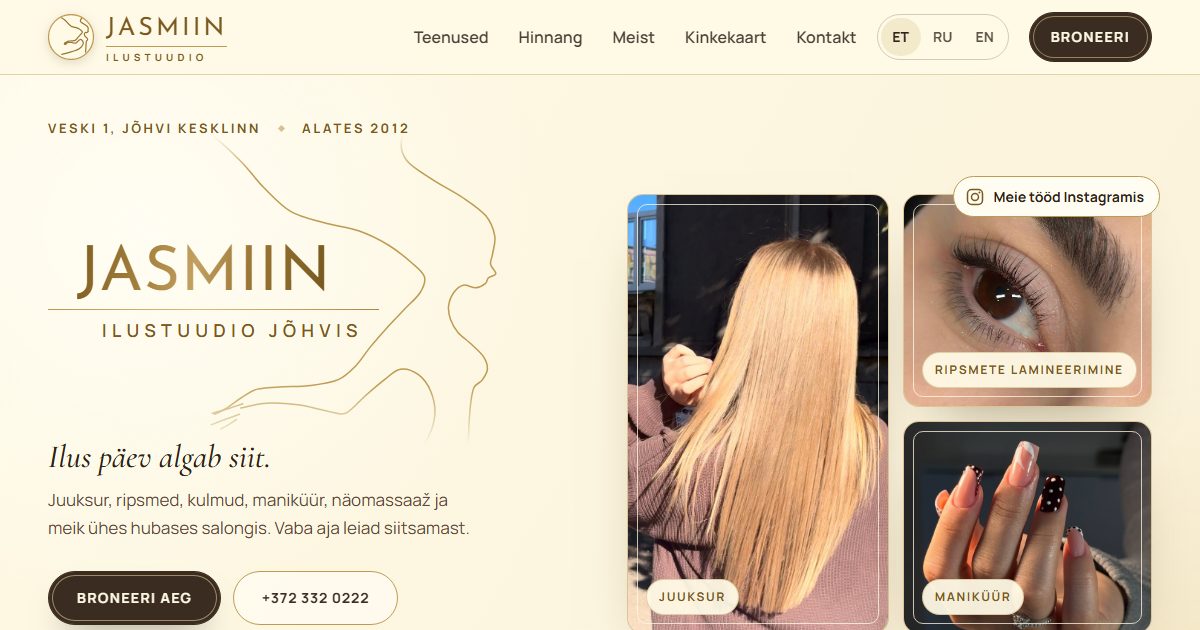 JASMIIN
ILUSTUUDIO
Teenused
Hinnang
Meist
Kinkekaart
Kontakt
ET
RU
EN
BRONEERI
VESKI 1, JÕHVI KESKLINN ◆ ALATES 2012
Meie tööd Instagramis
JASMIIN
ILUSTUUDIO JÕHVIS
RIPSMETE LAMINEERIMINE
Ilus päev algab siit.
Juuksur, ripsmed, kulmud, maniküür, näomassaaž ja
meik ühes hubases salongis. Vaba aja leiad siitsamast.
BRONEERI AEG
+372 332 0222
JUUKSUR
MANIKÜÜR